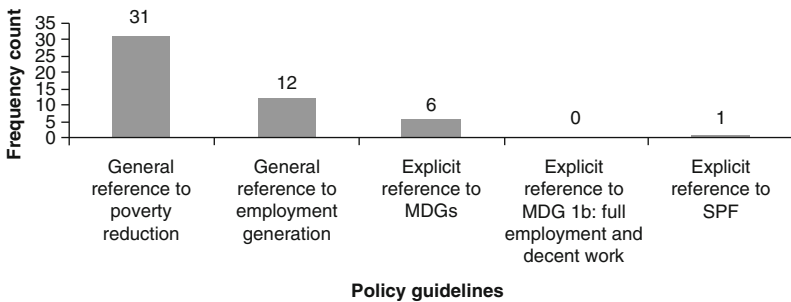 Frequency count
35
30
25
20
15
10
5
0
31
12
6
0
1
General
reference to
poverty
reduction
General
reference to
employment
generation
Explicit
reference to
MDGs
Explicit
reference to
MDG 1b: full
employment and
decent work
Explicit
reference to
SPF
Policy guidelines